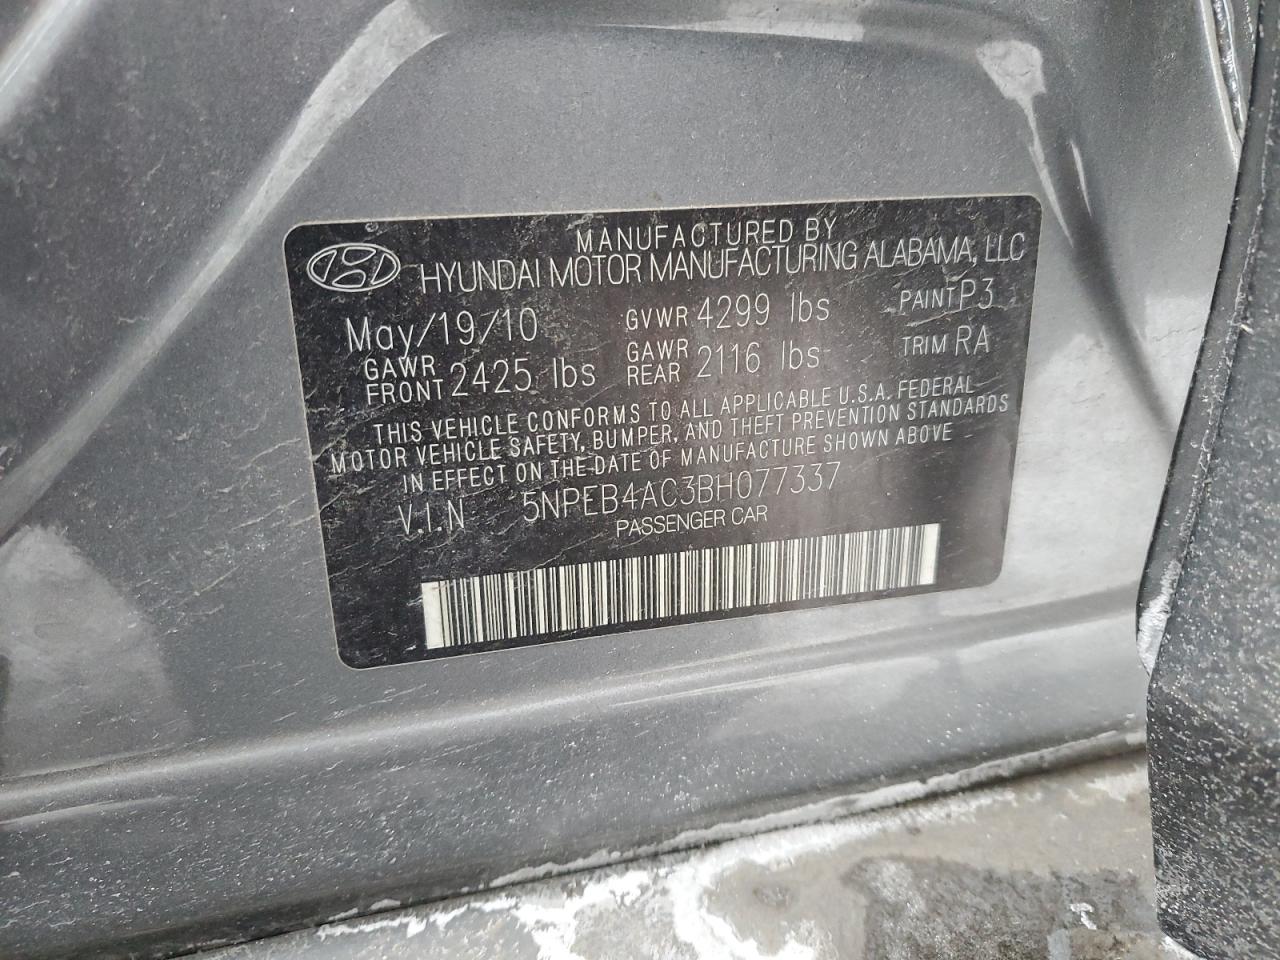 MANUFACTURED BY
HYUNDAI MOTOR MANUFACTURING ALABAMA, LLC
May/19/10 GVWR 4299 lbs PAINT P3
GAWR FRONT 2425 lbs GAWR REAR 2116 lbs TRIM RA
THIS VEHICLE CONFORMS TO ALL APPLICABLE U.S.A. FEDERAL
MOTOR VEHICLE SAFETY, BUMPER, AND THEFT PREVENTION STANDARDS
IN EFFECT ON THE DATE OF MANUFACTURE SHOWN ABOVE
V.I.N 5NPEB4AC3BH077337
PASSENGER CAR